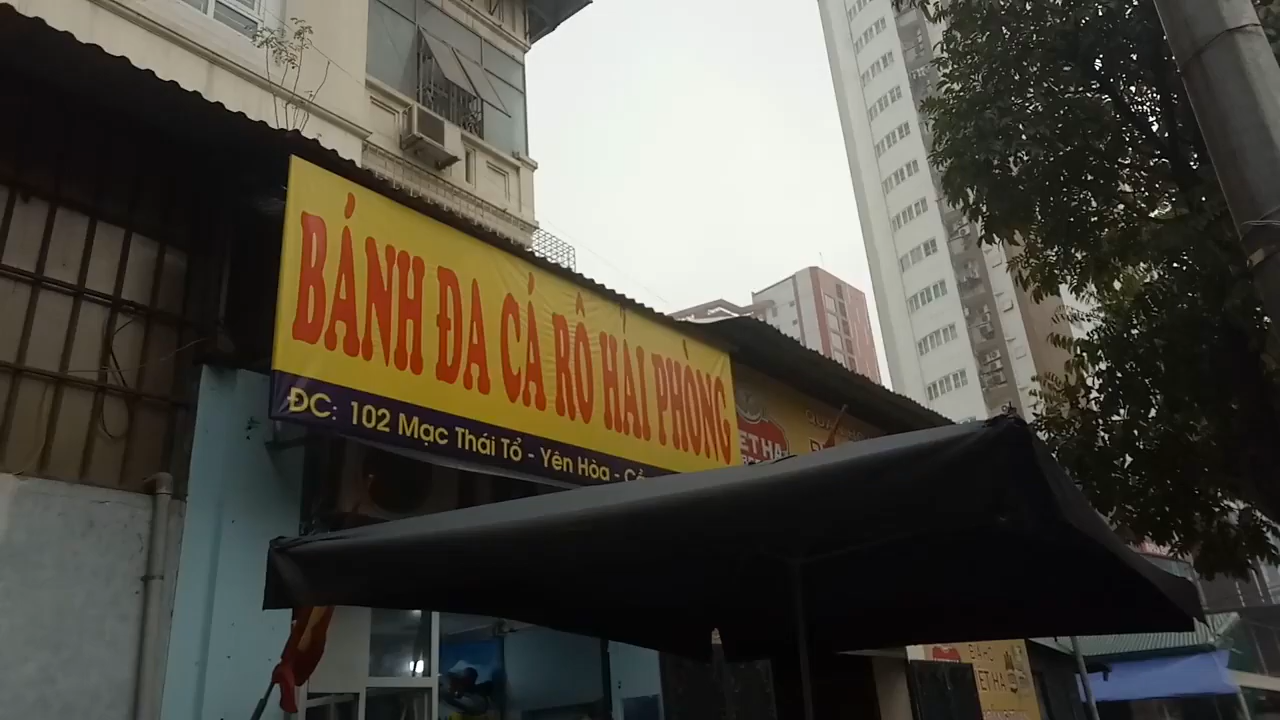 BÁNH ĐA CÁ RÔ HẢI PHÒNG
ĐC: 102 Mạc Thái Tổ - Yên Hòa -